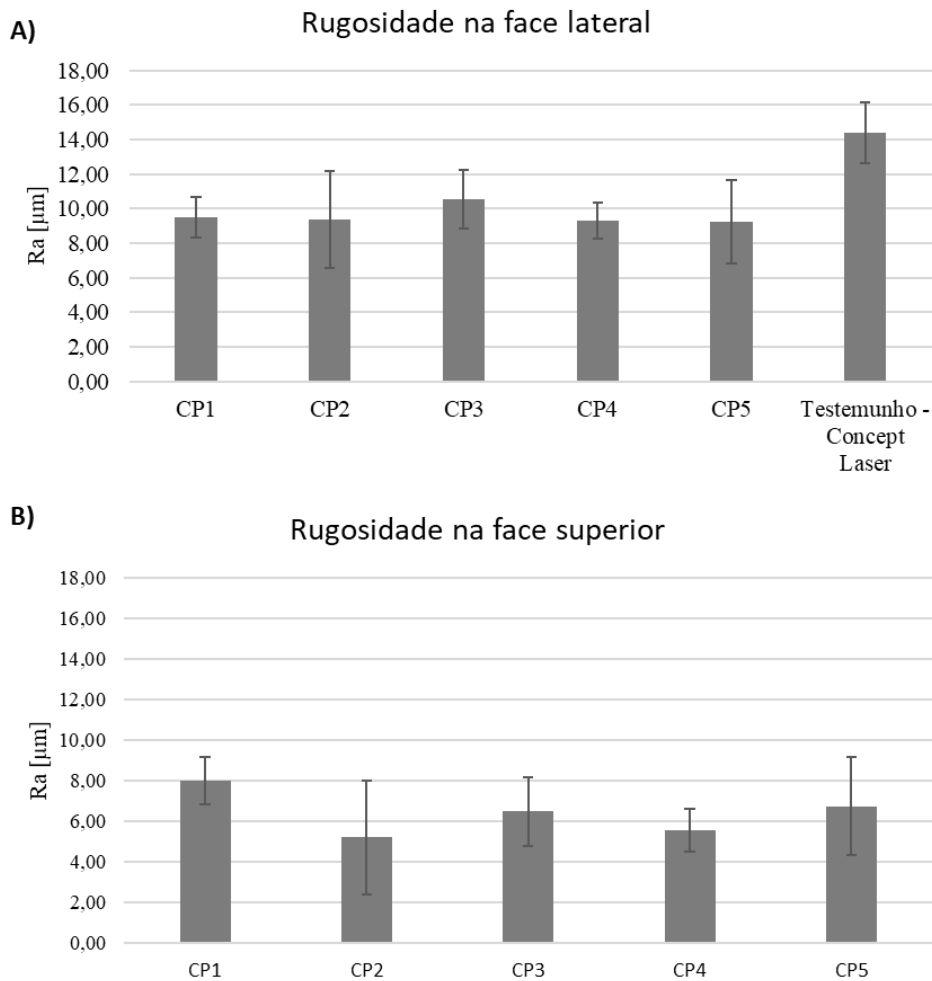 A)
Rugosidade na face lateral
Ra [µm]
18,00
16,00
14,00
12,00
10,00
8,00
6,00
4,00
2,00
0,00
CP1
CP2
CP3
CP4
CP5
Testemunho -
Concept
Laser
B)
Rugosidade na face superior
Ra [µm]
18,00
16,00
14,00
12,00
10,00
8,00
6,00
4,00
2,00
0,00
CP1
CP2
CP3
CP4
CP5